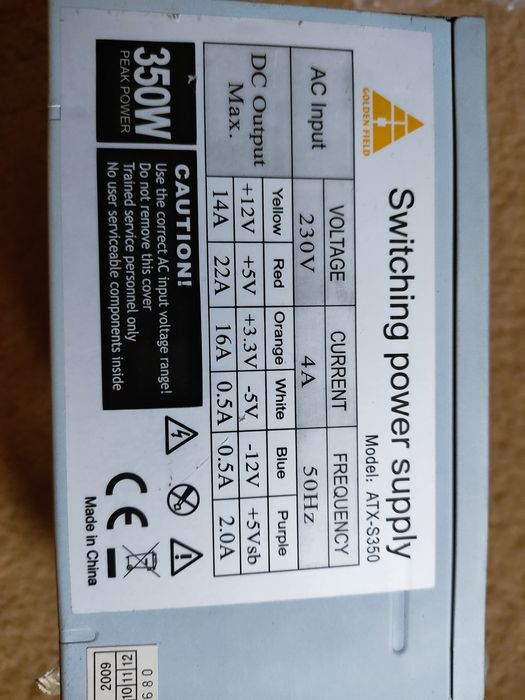 GOLDEN FIELD
Switching power supply
Model: ATX-S350
AC Input VOLTAGE CURRENT FREQUENCY
230V 4A 50Hz
DC Output Max. Yellow Red Orange White Blue Purple
+12V +5V +3.3V -5V -12V +5Vsb
14A 22A 16A 0.5A 0.5A 2.0A
350W
PEAK POWER
CAUTION!
Use the correct AC input voltage range!
Do not remove this cover
Trained service personnel only
No user serviceable components inside
CE
Made in China
680
10 11 12
2009